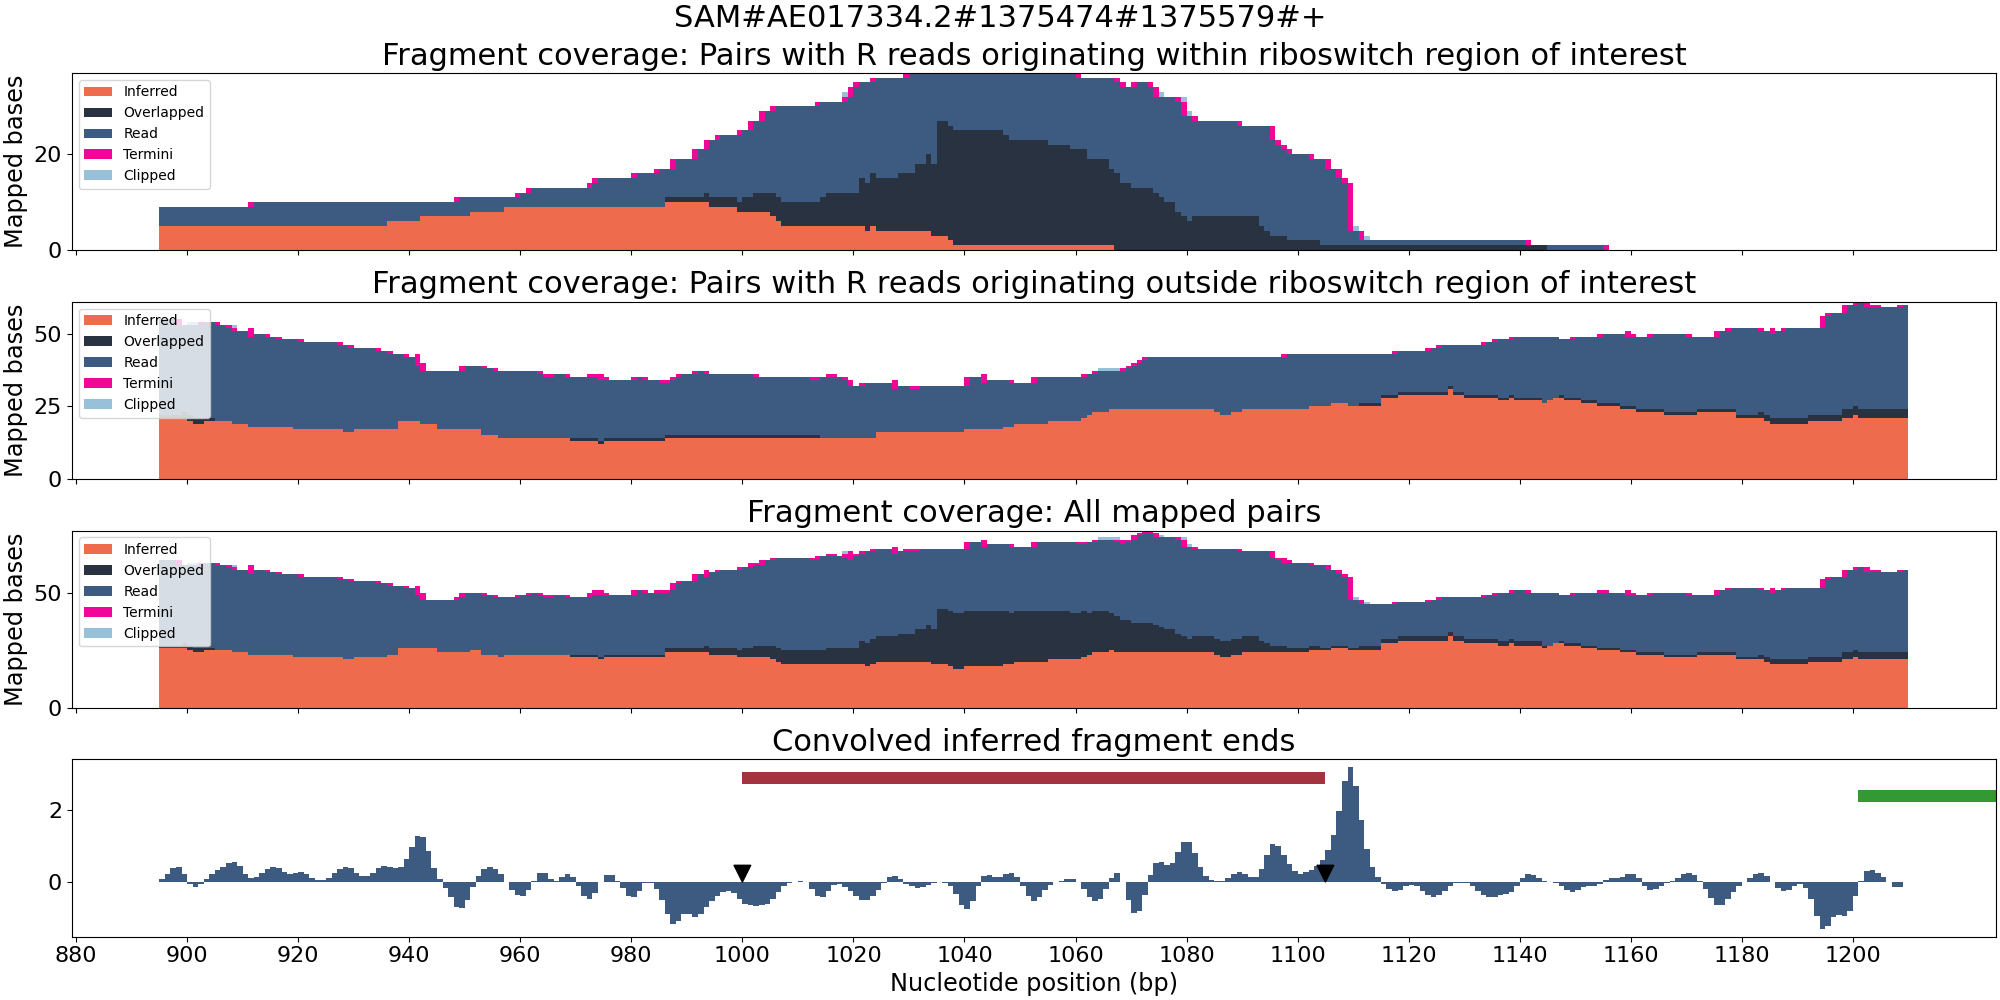 SAM#AE017334.2#1375474#1375579#+
Fragment coverage: Pairs with R reads originating within riboswitch region of interest
Mapped bases
20
0
Inferred
Overlapped
Read
Termini
Clipped
Fragment coverage: Pairs with R reads originating outside riboswitch region of interest
Mapped bases
50
25
0
Inferred
Overlapped
Read
Termini
Clipped
Fragment coverage: All mapped pairs
Mapped bases
50
0
Inferred
Overlapped
Read
Termini
Clipped
Convolved inferred fragment ends
2
0
880 900 920 940 960 980 1000 1020 1040 1060 1080 1100 1120 1140 1160 1180 1200
Nucleotide position (bp)